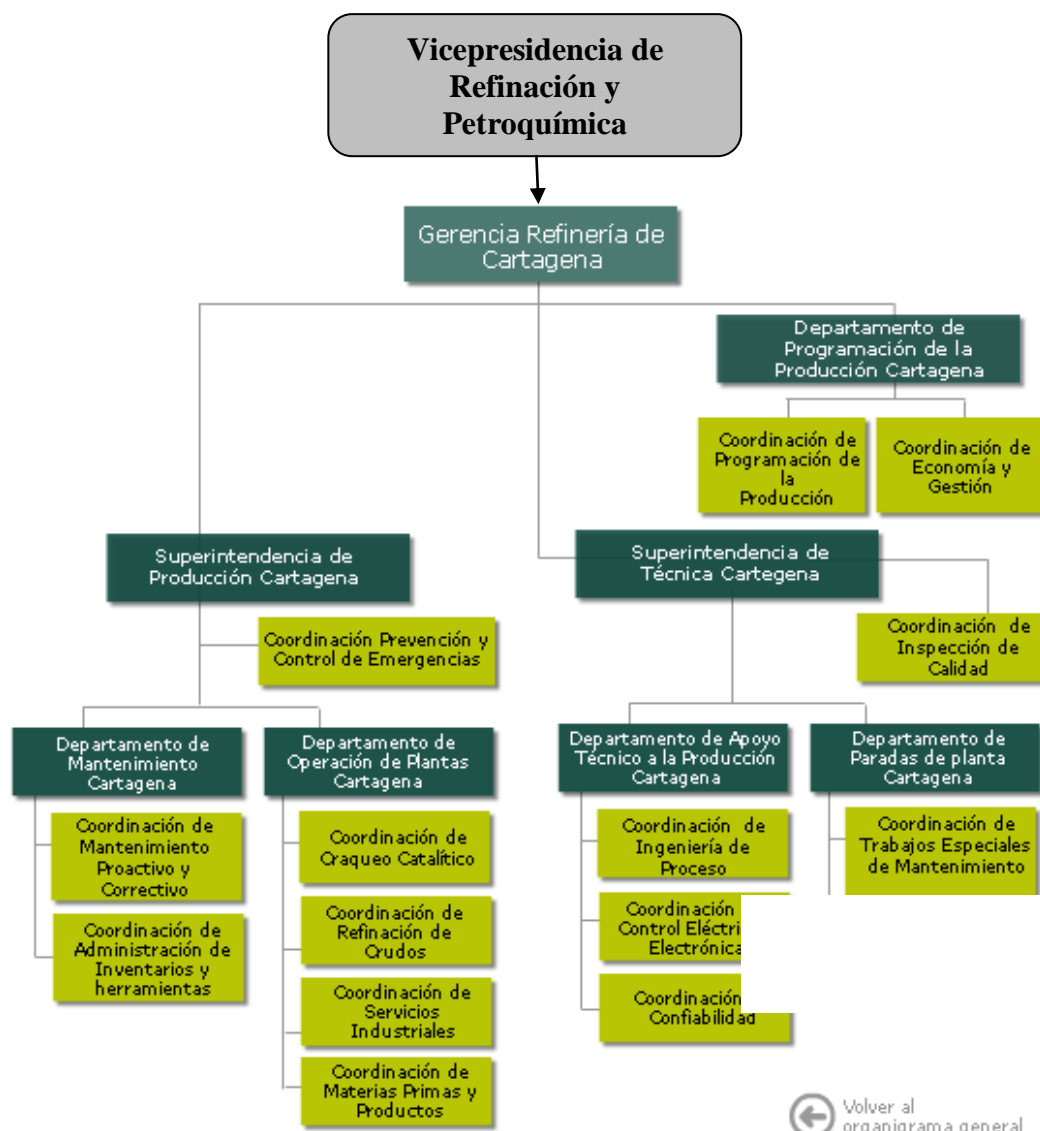 Vicepresidencia de
Refinación y
Petroquímica
Gerencia Refinería de
Cartagena
Departamento de
Programación de la
Producción Cartagena
Coordinación de
Programación de
la
Producción
Coordinación de
Economía y
Gestión
Superintendencia de
Producción Cartagena
Superintendencia de
Técnica Cartegena
Coordinación Prevención y
Control de Emergencias
Coordinación de
Inspección de
Calidad
Departamento de
Mantenimiento
Cartagena
Departamento de
Operación de Plantas
Cartagena
Departamento de Apoyo
Técnico a la Producción
Cartagena
Departamento de
Paradas de planta
Cartagena
Coordinación de
Mantenimiento
Proactivo y
Correctivo
Coordinación de
Administración de
Inventarios y
herramientas
Coordinación de
Craqueo Catalítico
Coordinación de
Refinación de
Crudos
Coordinación de
Servicios
Industriales
Coordinación de
Materias Primas y
Productos
Coordinación de
Ingeniería de
Proceso
Coordinación
Control
Electrónica
Coordinación
Confiabilidad
Coordinación de
Trabajos Especiales
de Mantenimiento
Volver al
organigrama general